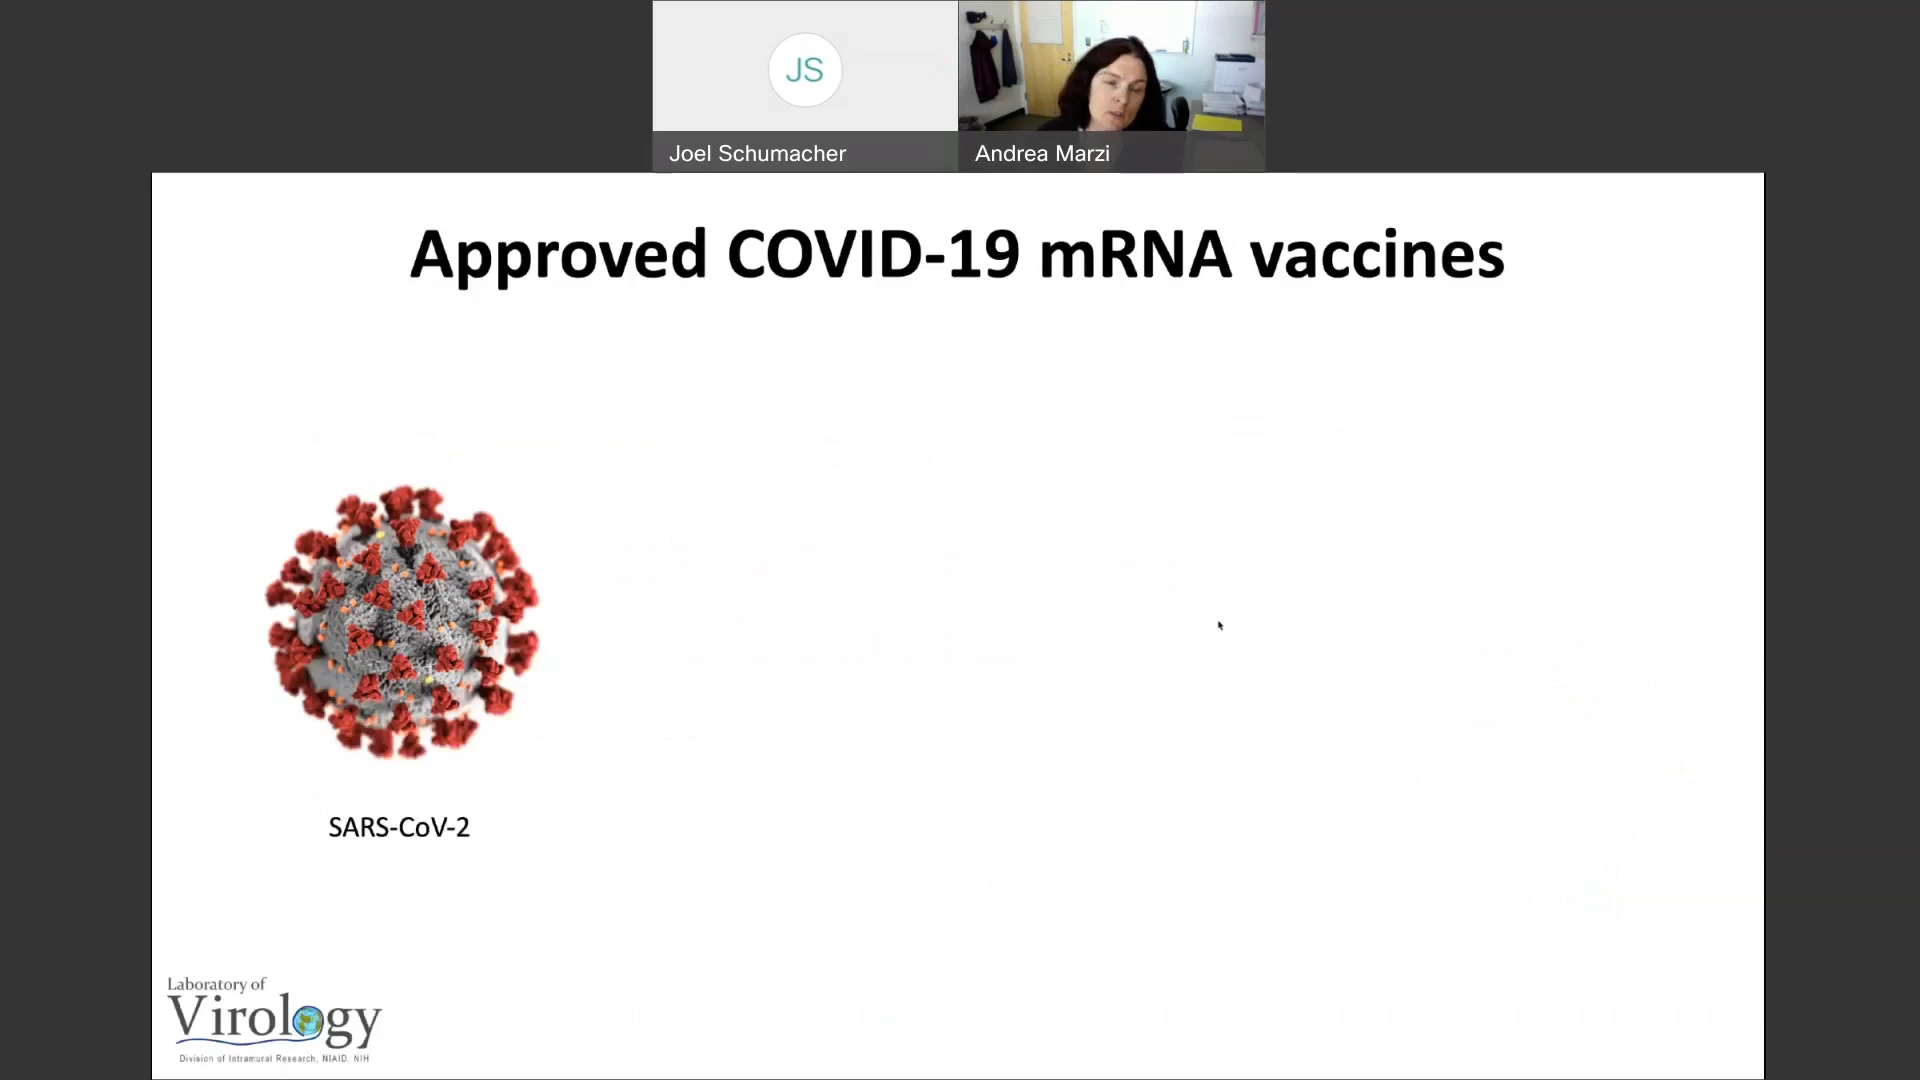 JS
Joel Schumacher
Andrea Marzi
Approved COVID-19 mRNA vaccines
SARS-CoV-2
Laboratory of
Virology
Division of Intramural Research, NIAID, NIH